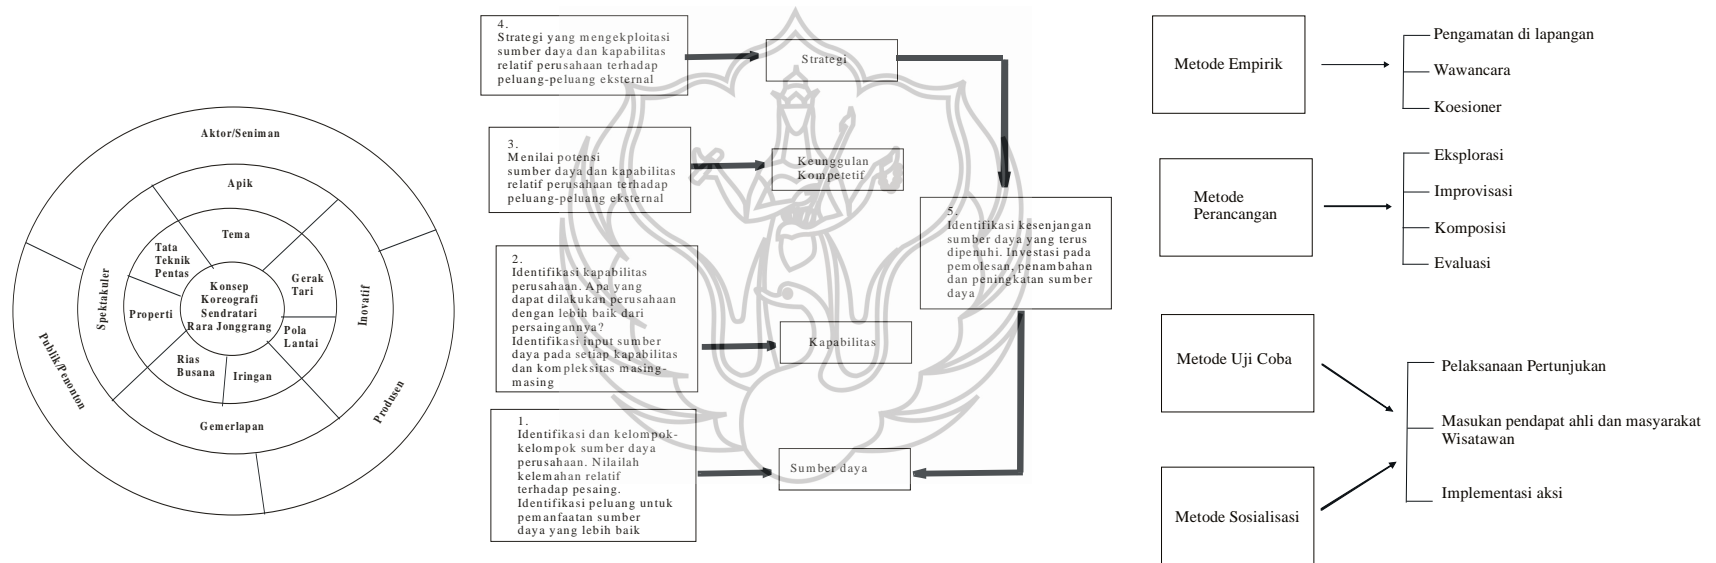 Aktor/Seniman
Apik
Tema
Tata
Teknik
Pentas
Gerak
Tari
Konsep
Koreografi
Sendratari
Rara Jonggrang
Properti
Pola
Lantai
Rias
Busana
Iringan
Spektakuler
Inovatif
Gemerlapan
Publik/Penonton
Produsen
4.
Strategi yang mengekploitasi
sumber daya dan kapabilitas
relatif perusahaan terhadap
peluang-peluang eksternal
Strategi
3.
Menilai potensi
sumber daya dan kapabilitas
relatif perusahaan terhadap
peluang-peluang eksternal
Keunggulan
Kompetetif
2.
Identifikasi kapabilitas
perusahaan. Apa yang
dapat dilakukan perusahaan
dengan lebih baik dari
persaingannya?
Identifikasi input sumber
daya pada setiap kapabilitas
dan kompleksitas masing-
masing
Kapabilitas
1.
Identifikasi dan kelompok-
kelompok sumber daya
perusahaan. Nilailah
kelemahan relatif
terhadap pesaing.
Identifikasi peluang untuk
pemanfaatan sumber
daya yang lebih baik
Sumber daya
5.
Identifikasi kesenjangan
sumber daya yang terus
dipenuhi. Investasi pada
pemolesan, penambahan
dan peningkatan sumber
daya
Metode Empirik
Pengamatan di lapangan
Wawancara
Koesioner
Metode
Perancangan
Eksplorasi
Improvisasi
Komposisi
Evaluasi
Metode Uji Coba
Metode Sosialisasi
Pelaksanaan Pertunjukan
Masukan pendapat ahli dan masyarakat
Wisatawan
Implementasi aksi